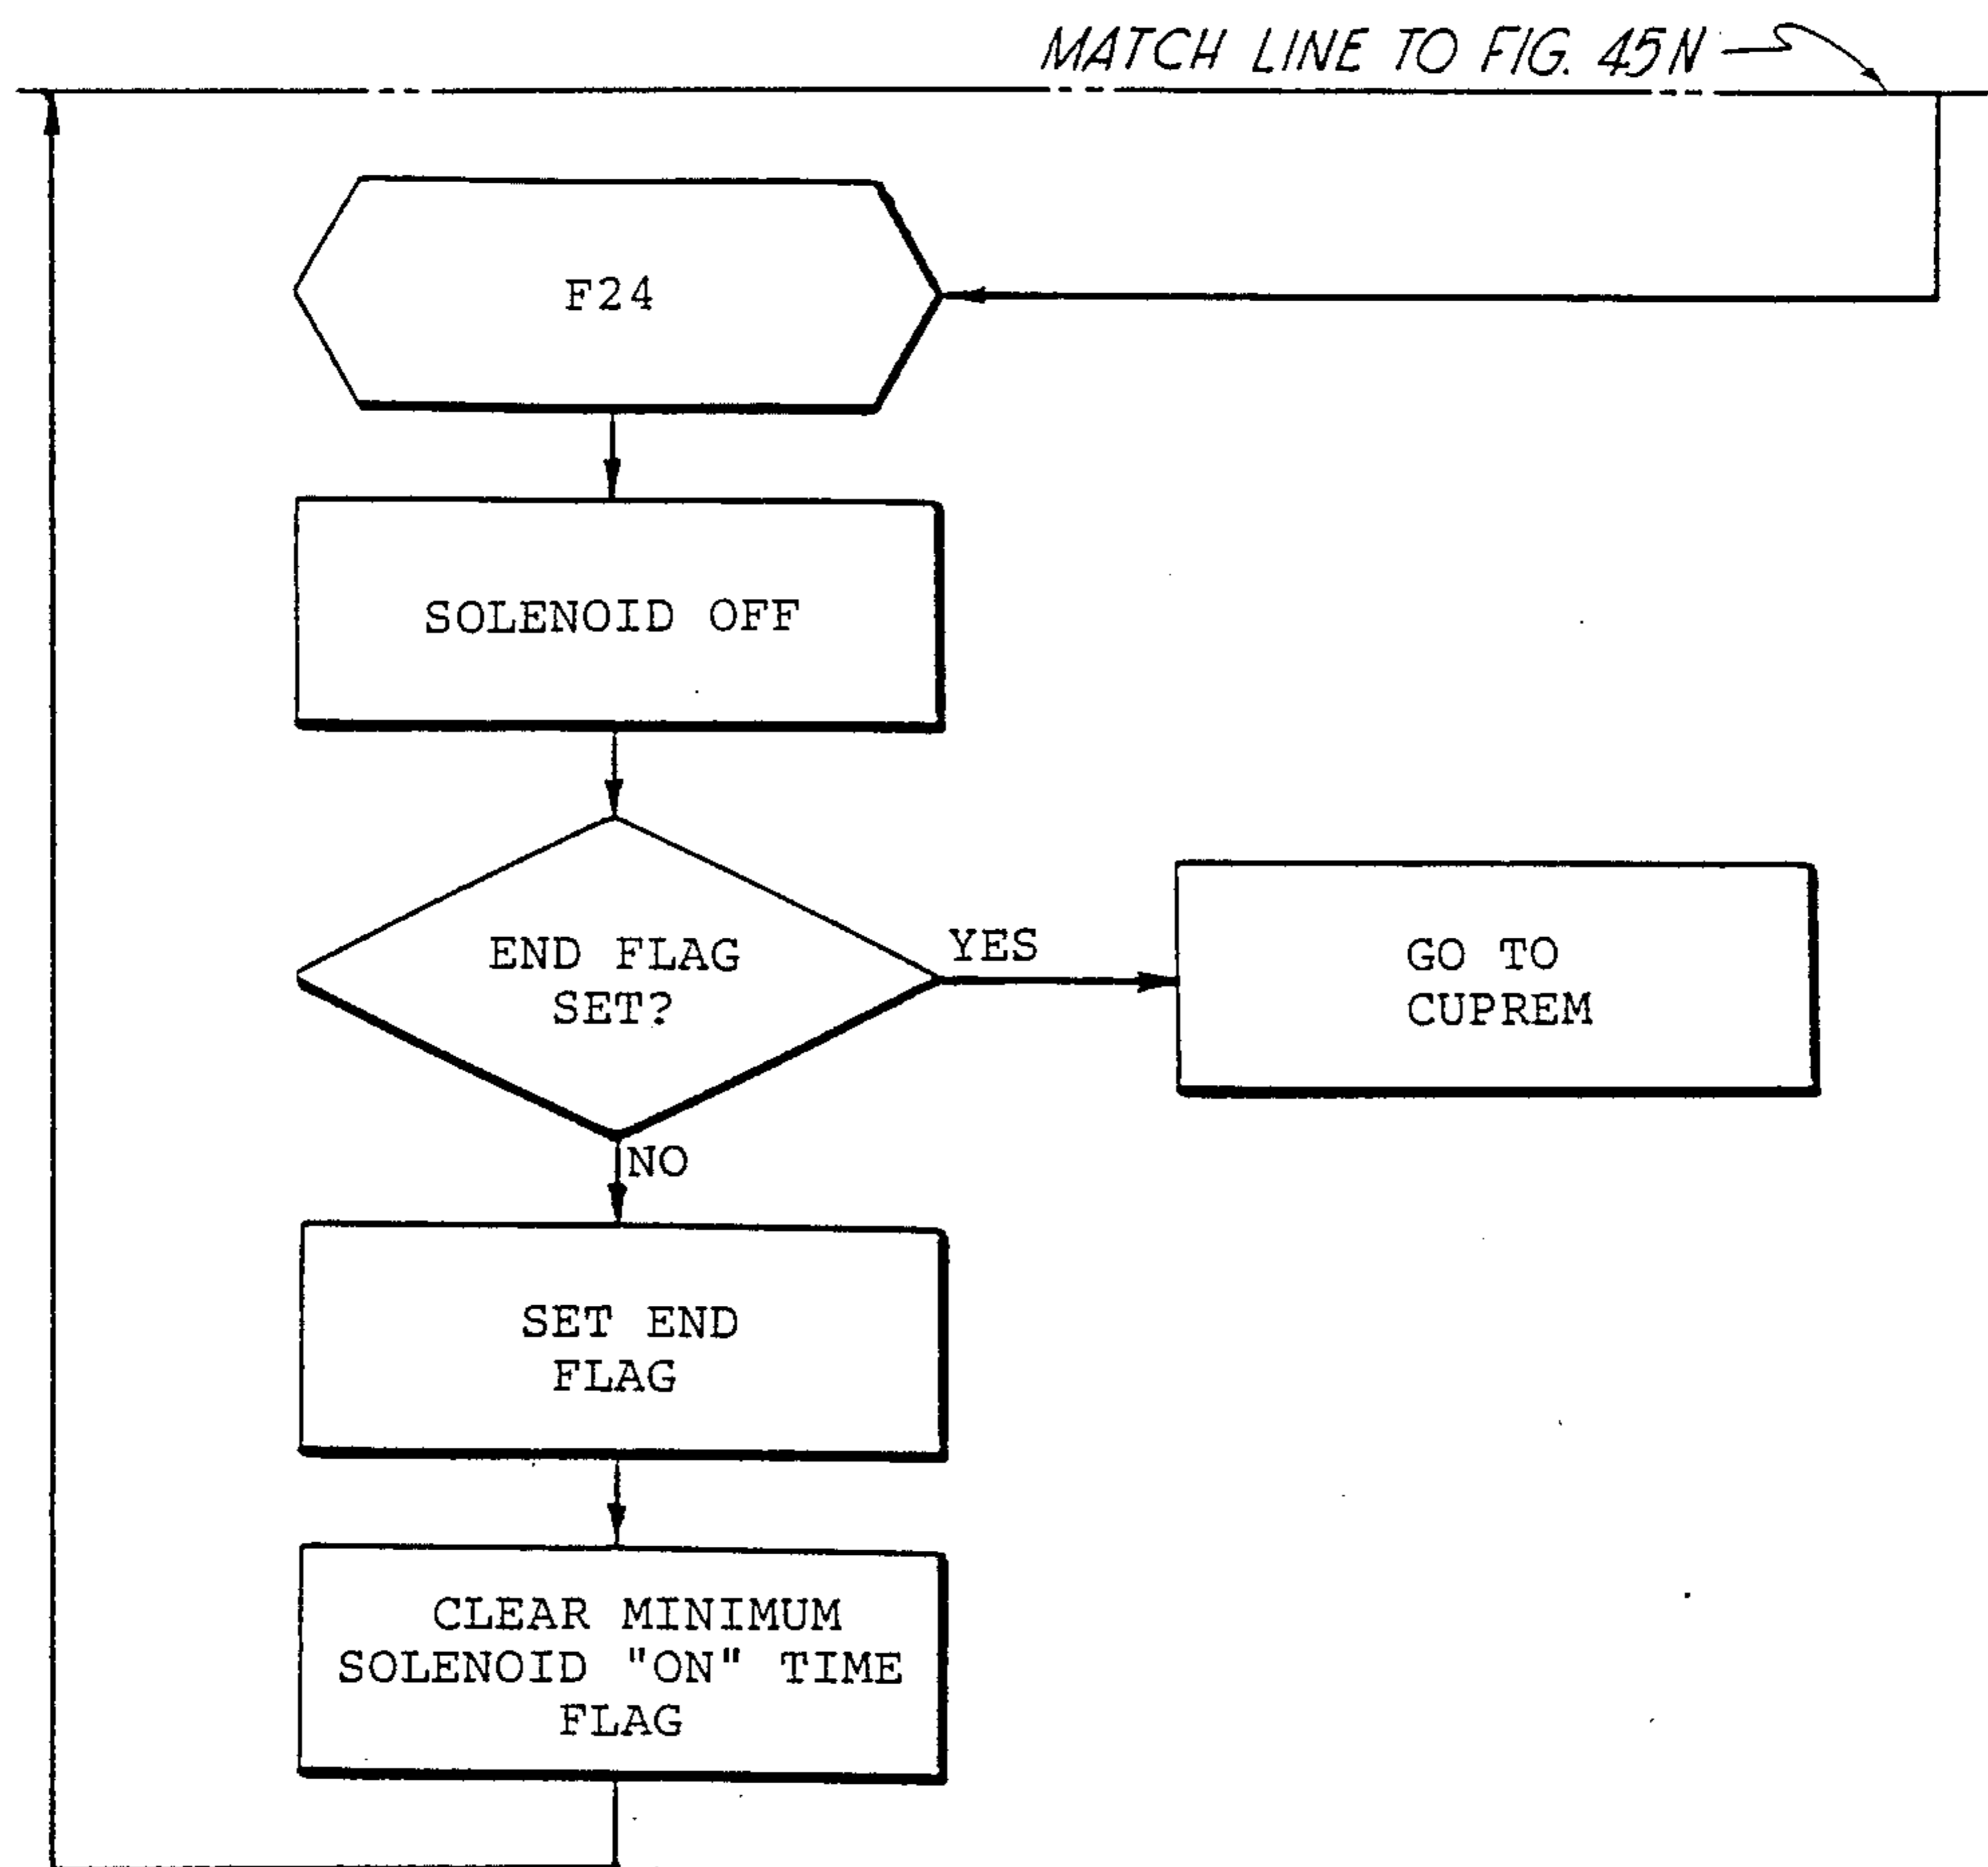 MATCH LINE TO FIG. 45N
F24
SOLENOID OFF
END FLAG
SET?
YES
GO TO
CUPREM
NO
SET END
FLAG
CLEAR MINIMUM
SOLENOID "ON" TIME
FLAG